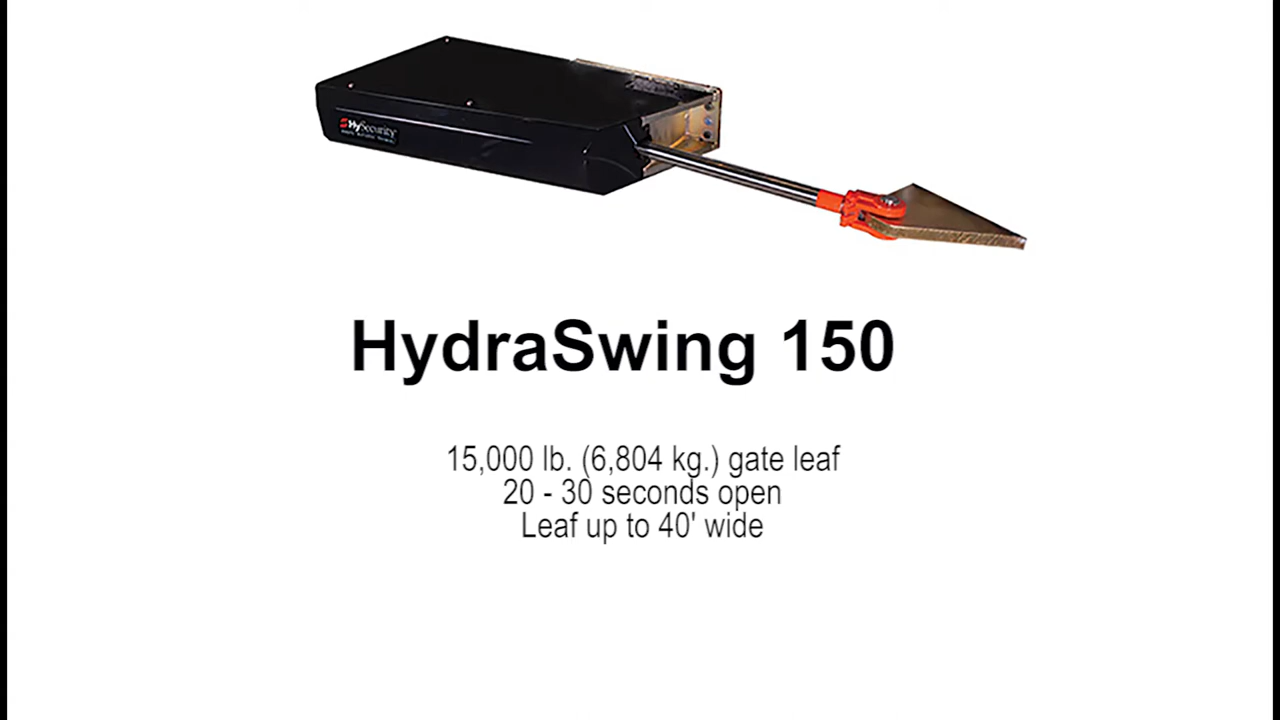 HySecurity
HydraSwing 150
15,000 lb. (6,804 kg.) gate leaf
20 - 30 seconds open
Leaf up to 40' wide